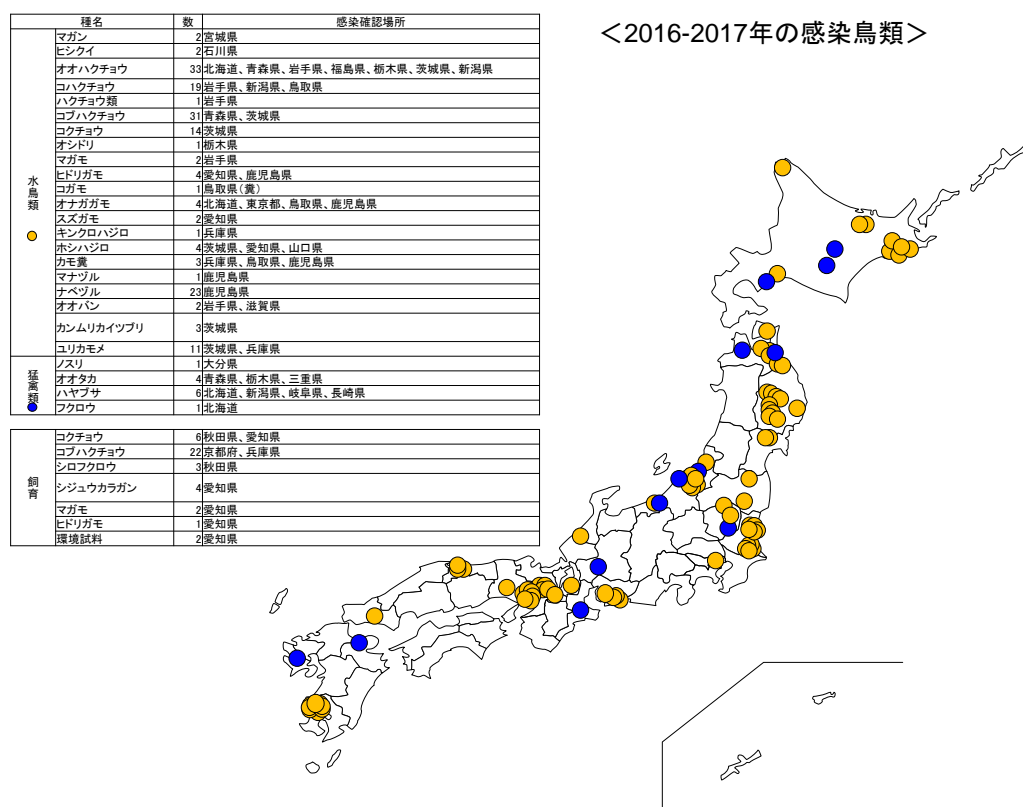 ＜2016-2017年の感染鳥類＞
種名 数 感染確認場所
水鳥類
マガン 2 宮城県
ヒシクイ 2 石川県
オオハクチョウ 33 北海道、青森県、岩手県、福島県、栃木県、茨城県、新潟県
コハクチョウ 19 岩手県、新潟県、鳥取県
ハクチョウ類 1 岩手県
コブハクチョウ 31 青森県、茨城県
コクチョウ 14 茨城県
オシドリ 1 栃木県
マガモ 2 岩手県
ヒドリガモ 4 愛知県、鹿児島県
コガモ 1 鳥取県（糞）
オナガガモ 4 北海道、東京都、鳥取県、鹿児島県
スズガモ 2 愛知県
キンクロハジロ 1 兵庫県
ホシハジロ 4 茨城県、愛知県、山口県
カモ糞 3 兵庫県、鳥取県、鹿児島県
マナヅル 1 鹿児島県
ナベヅル 23 鹿児島県
オオバン 2 岩手県、滋賀県
カンムリカイツブリ 3 茨城県
ユリカモメ 11 茨城県、兵庫県
猛禽類
ノスリ 1 大分県
オオタカ 4 青森県、栃木県、三重県
ハヤブサ 6 北海道、新潟県、岐阜県、長崎県
フクロウ 1 北海道
飼育
コクチョウ 6 秋田県、愛知県
コブハクチョウ 22 京都府、兵庫県
シロフクロウ 3 秋田県
シジュウカラガン 4 愛知県
マガモ 2 愛知県
ヒドリガモ 1 愛知県
環境試料 2 愛知県